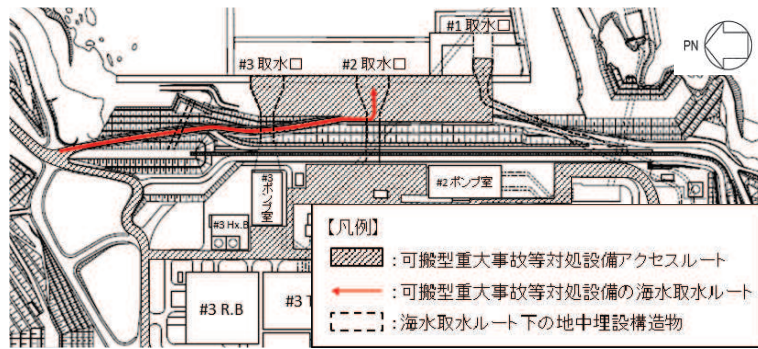 #1 取水口
#3 取水口
#2 取水口
PN
#3
ポンプ室
#2 ポンプ室
#3 Hx.B
#3 R.B
#3 T
【凡例】
:可搬型重大事故等対処設備アクセスルート
:可搬型重大事故等対処設備の海水取水ルート
:海水取水ルート下の地中埋設構造物